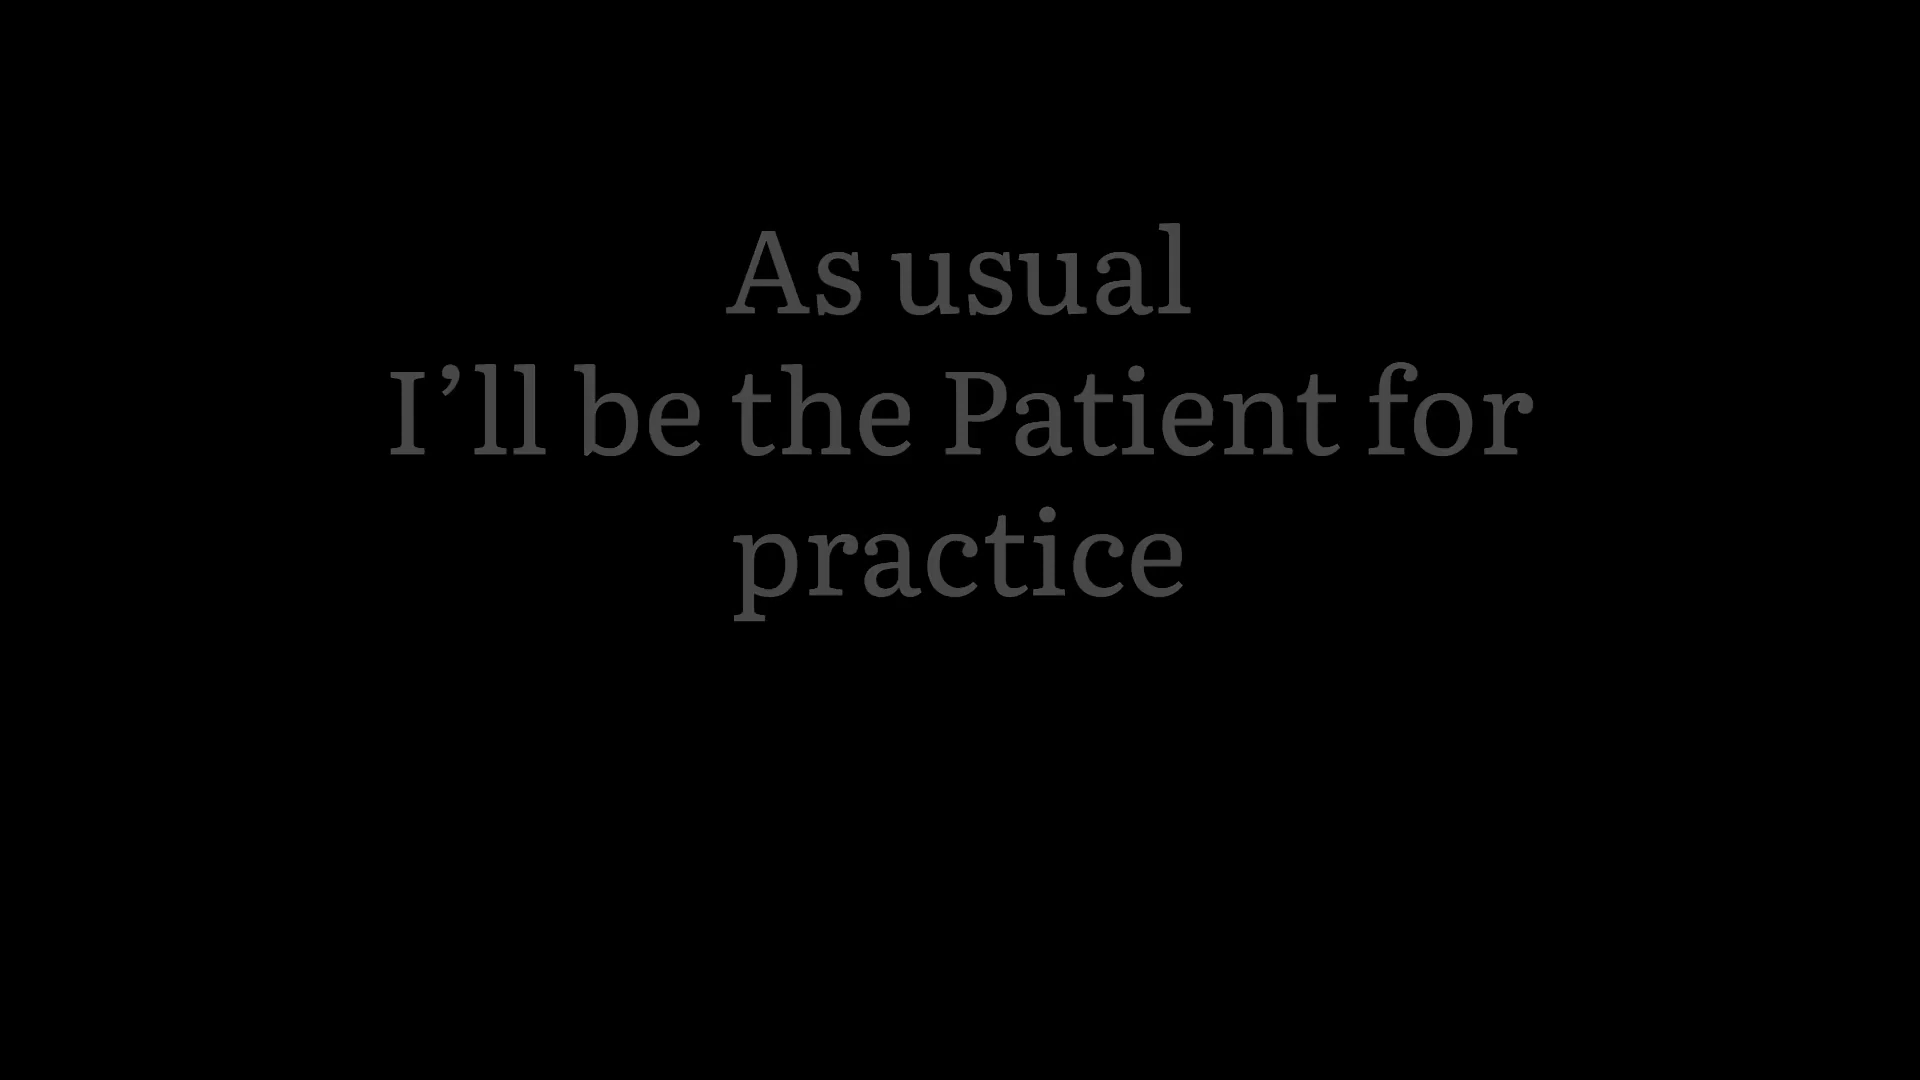 As usual
I’ll be the Patient for
practice